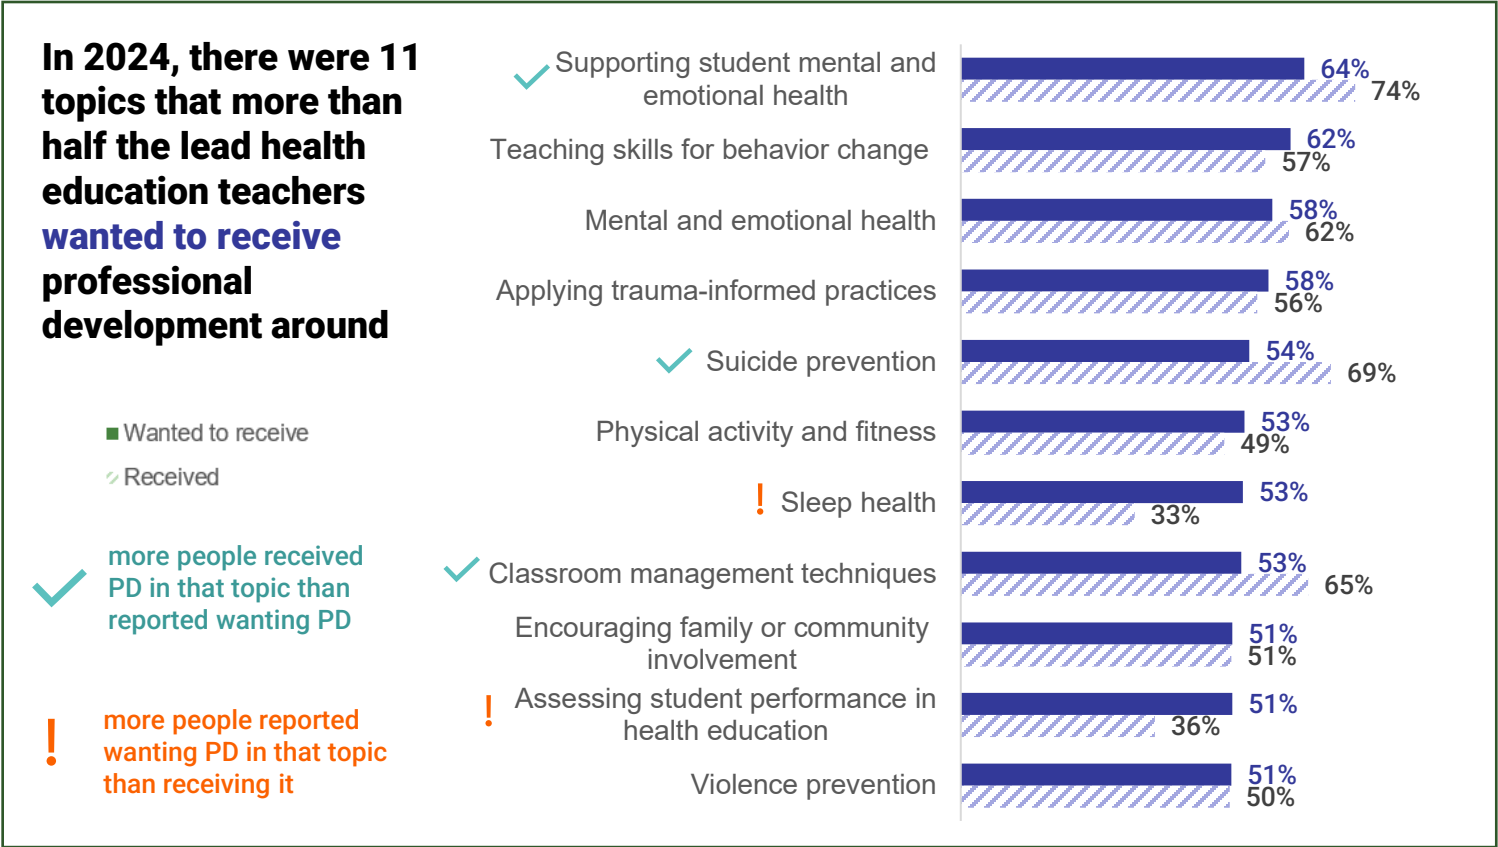 In 2024, there were 11
topics that more than
half the lead health
education teachers
wanted to receive
professional
development around
Wanted to receive
Received
more people received
PD in that topic than
reported wanting PD
! more people reported
wanting PD in that topic
than receiving it
Supporting student mental and
emotional health
64%
74%
Teaching skills for behavior change
62%
57%
Mental and emotional health
58%
62%
Applying trauma-informed practices
58%
56%
Suicide prevention
54%
69%
Physical activity and fitness
53%
49%
! Sleep health
53%
33%
Classroom management techniques
53%
65%
Encouraging family or community
involvement
51%
51%
! Assessing student performance in
health education
51%
36%
Violence prevention
51%
50%